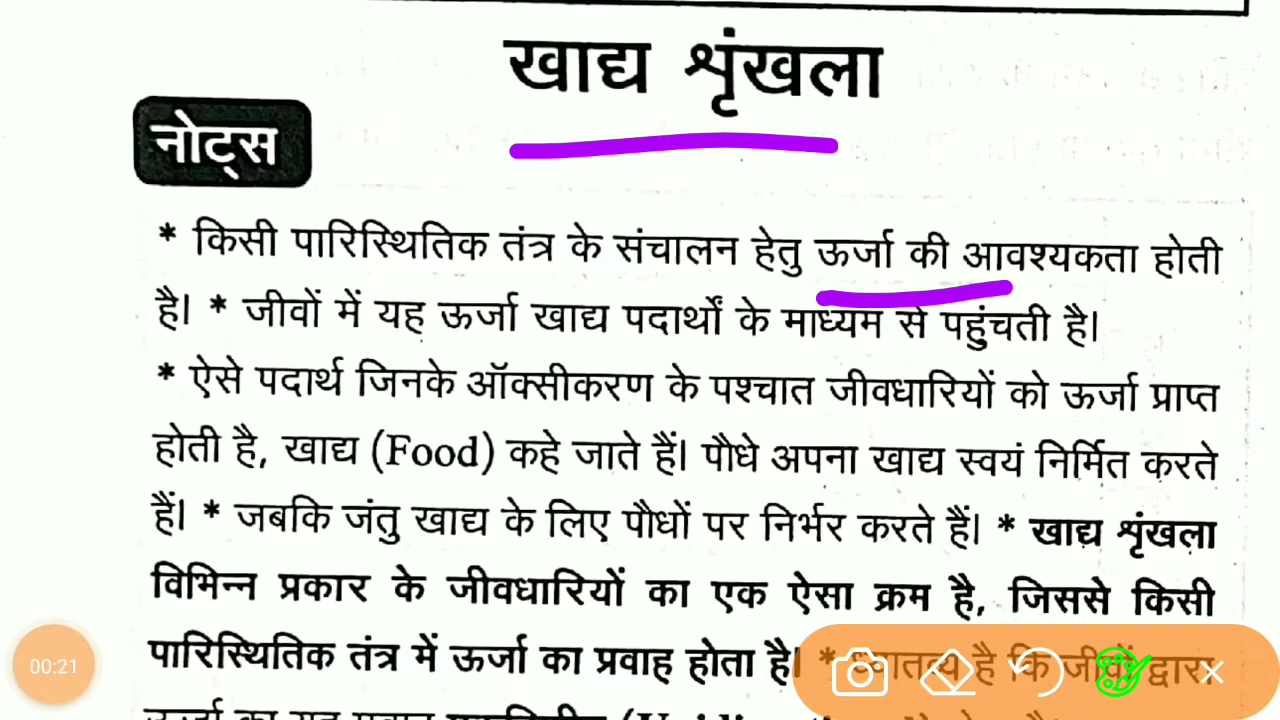 खाद्य शृंखला
नोट्स
* किसी पारिस्थितिक तंत्र के संचालन हेतु ऊर्जा की आवश्यकता होती
है। * जीवों में यह ऊर्जा खाद्य पदार्थों के माध्यम से पहुंचती है।
* ऐसे पदार्थ जिनके ऑक्सीकरण के पश्चात जीवधारियों को ऊर्जा प्राप्त
होती है, खाद्य (Food) कहे जाते हैं। पौधे अपना खाद्य स्वयं निर्मित करते
हैं। * जबकि जंतु खाद्य के लिए पौधों पर निर्भर करते हैं। * खाद्य शृंखला
विभिन्न प्रकार के जीवधारियों का एक ऐसा क्रम है, जिससे किसी
पारिस्थितिक तंत्र में ऊर्जा का प्रवाह होता है। * ध्यातव्य है कि जीवों द्वारा
00:21